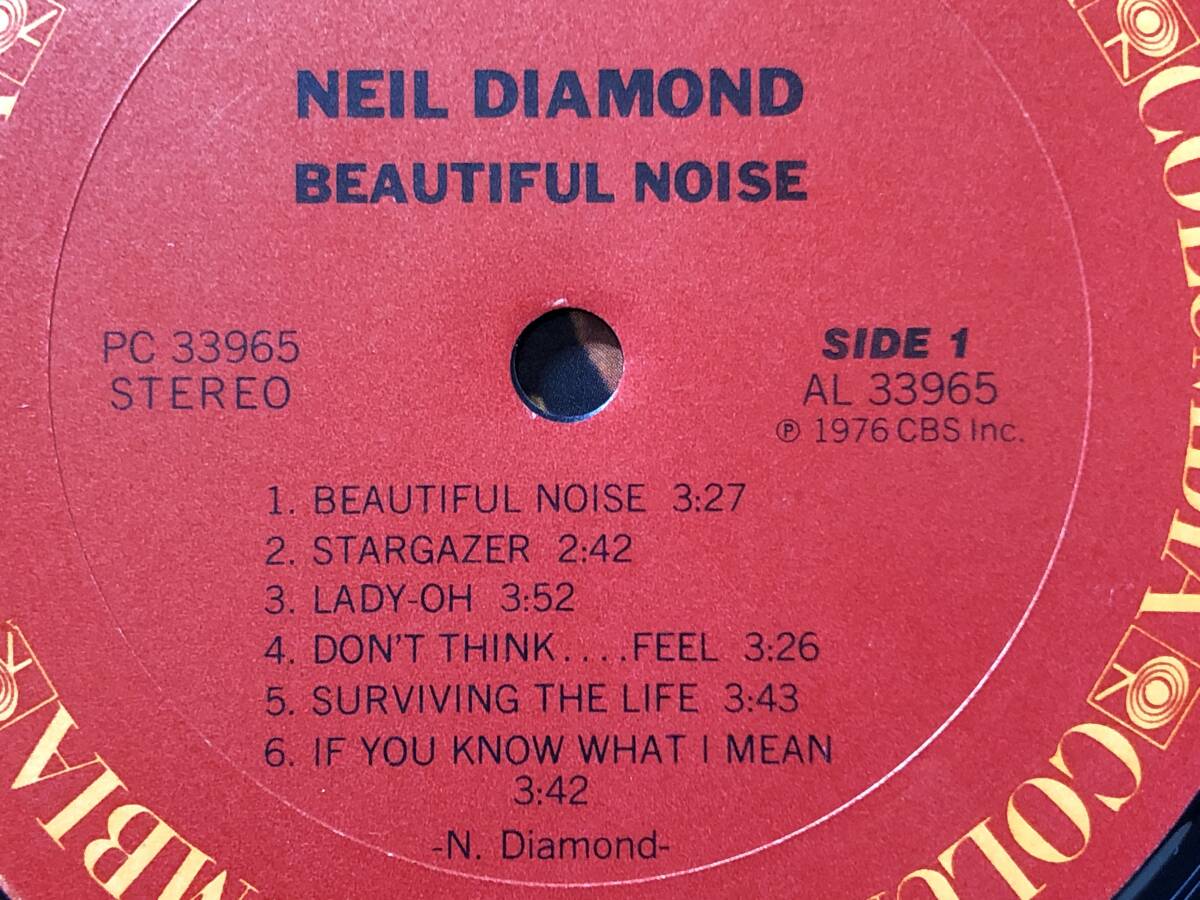 NEIL DIAMOND
BEAUTIFUL NOISE
PC 33965
STEREO
SIDE 1
AL 33965
℗ 1976 CBS Inc.
1. BEAUTIFUL NOISE 3:27
2. STARGAZER 2:42
3. LADY-OH 3:52
4. DON'T THINK....FEEL 3:26
5. SURVIVING THE LIFE 3:43
6. IF YOU KNOW WHAT I MEAN
3:42
-N. Diamond-
COLUMBIA